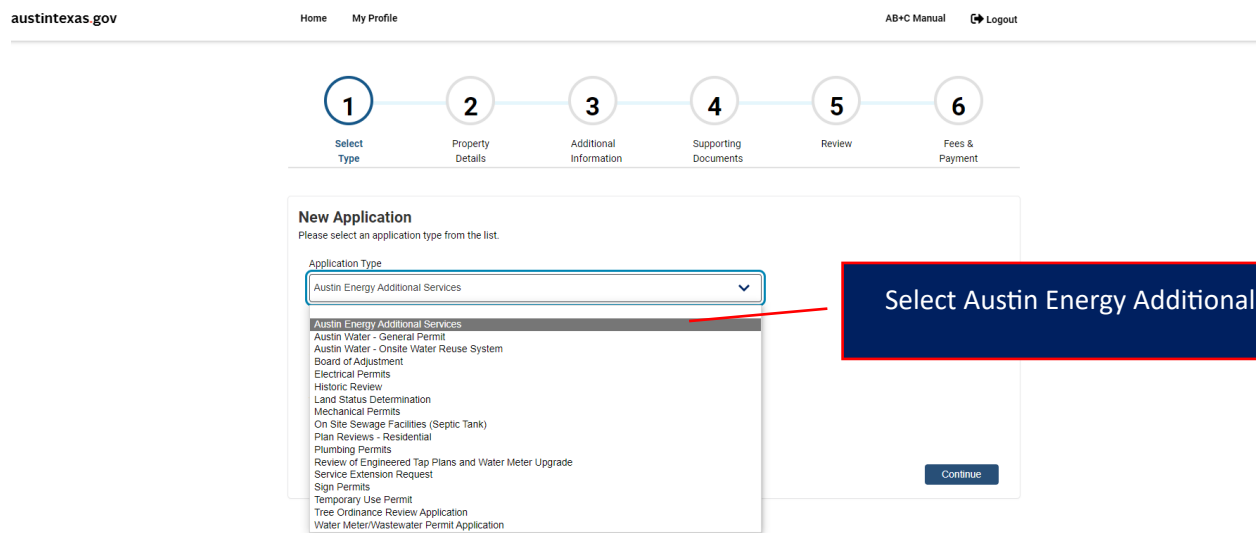 austintexas.gov
Home My Profile AB+C Manual Logout
1 2 3 4 5 6
Select Type
Property Details
Additional Information
Supporting Documents
Review
Fees & Payment
New Application
Please select an application type from the list.
Application Type
Austin Energy Additional Services
Select Austin Energy Additional
Austin Energy Additional Services
Austin Water - General Permit
Austin Water - Onsite Water Reuse System
Board of Adjustment
Electrical Permits
Historic Review
Land Status Determination
Mechanical Permits
On Site Sewage Facilities (Septic Tank)
Plan Reviews - Residential
Plumbing Permits
Review of Engineered Tap Plans and Water Meter Upgrade
Service Extension Request
Sign Permits
Temporary Use Permit
Tree Ordinance Review Application
Water Meter/Wastewater Permit Application
Continue